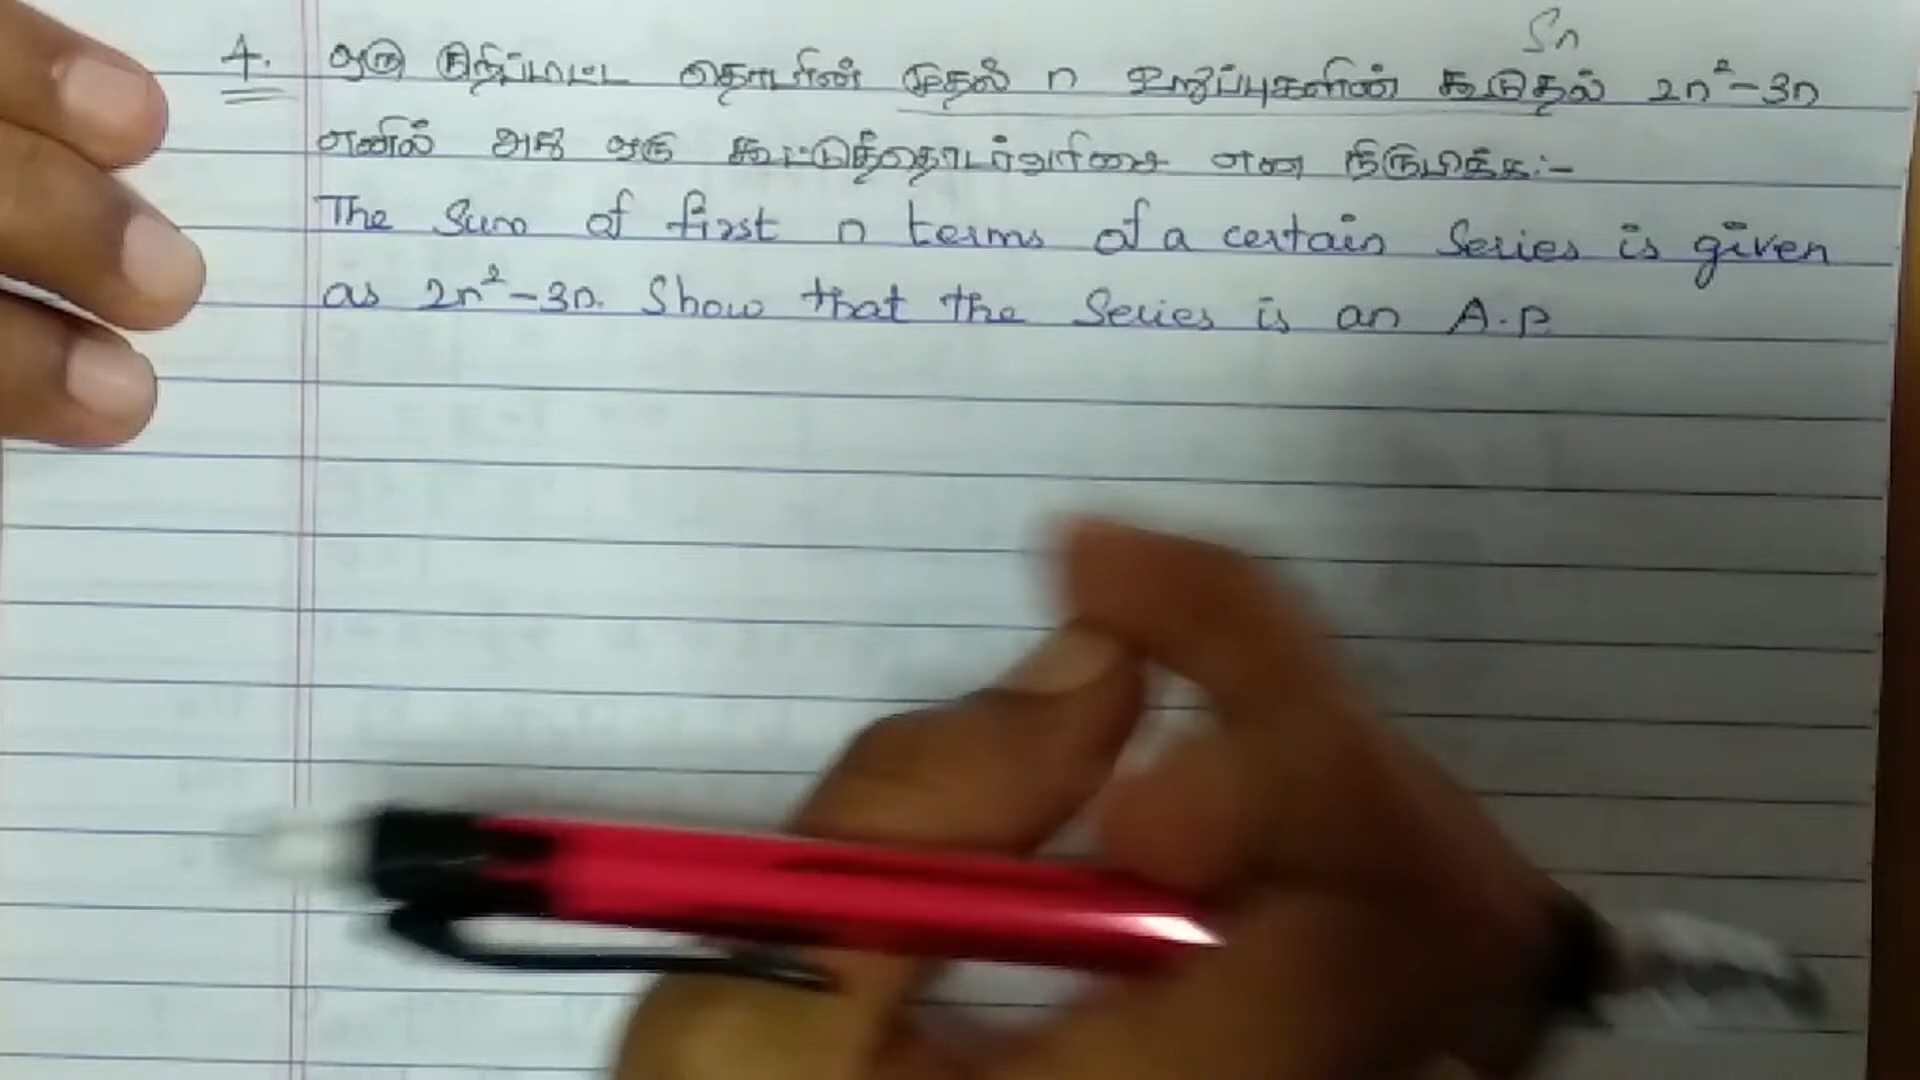 Sn
4. ஒரு குறிப்பிட்ட தொடரின் முதல் n உறுப்புகளின் கூடுதல் 2n²-3n
எனில் அது ஒரு கூட்டுத்தொடர்வரிசை என நிரூபிக்க:-
The Sum of first n terms of a certain Series is given
as 2n²-3n. Show that the Series is an A.P